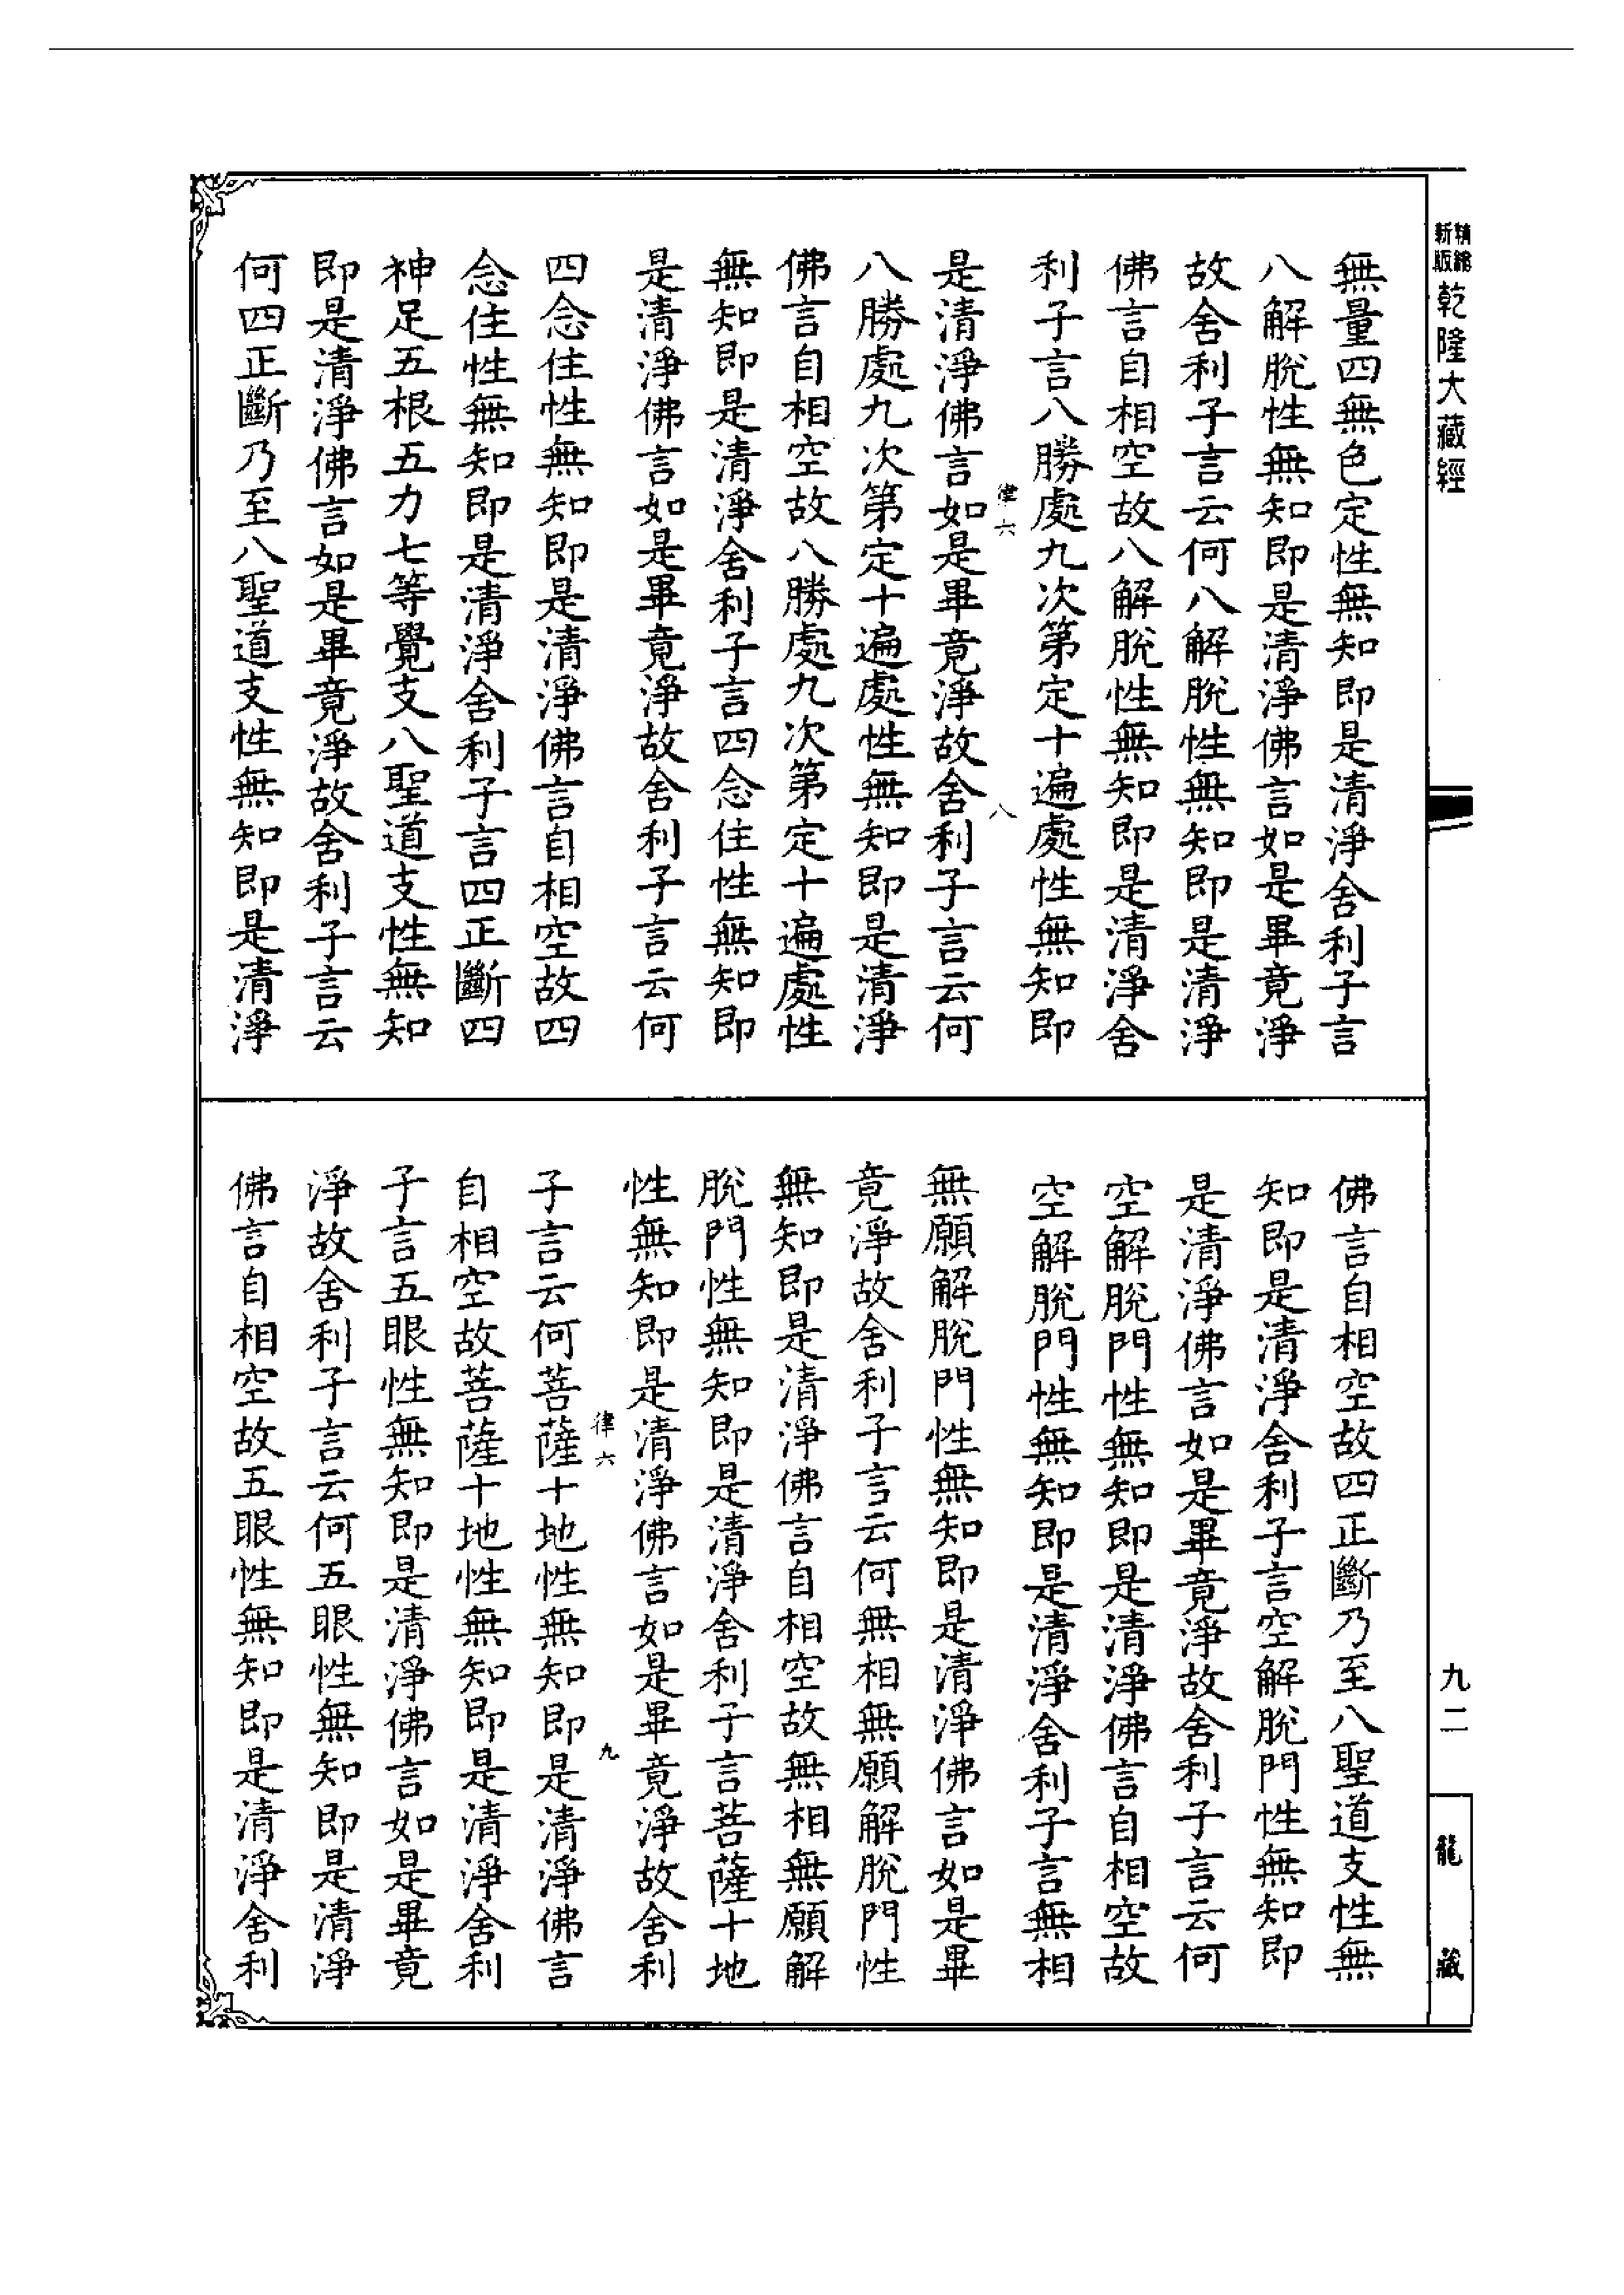 新版
精縮
乾隆大藏經
九二
龍藏
無量四無色定性無知即是清淨舍利子言
八解脫性無知即是清淨佛言如是畢竟淨
故舍利子言云何八解脫性無知即是清淨
佛言自相空故八解脫性無知即是清淨舍
利子言八勝處九次第定十遍處性無知即
律六
八
是清淨佛言如是畢竟淨故舍利子言云何
八勝處九次第定十遍處性無知即是清淨
佛言自相空故八勝處九次第定十遍處性
無知即是清淨舍利子言四念住性無知即
是清淨佛言如是畢竟淨故舍利子言云何
四念住性無知即是清淨佛言自相空故四
念住性無知即是清淨舍利子言四正斷四
神足五根五力七等覺支八聖道支性無知
即是清淨佛言如是畢竟淨故舍利子言云
何四正斷乃至八聖道支性無知即是清淨
佛言自相空故四正斷乃至八聖道支性無
知即是清淨舍利子言空解脫門性無知即
是清淨佛言如是畢竟淨故舍利子言云何
空解脫門性無知即是清淨佛言自相空故
空解脫門性無知即是清淨舍利子言無相
無願解脫門性無知即是清淨佛言如是畢
竟淨故舍利子言云何無相無願解脫門性
無知即是清淨佛言自相空故無相無願解
脫門性無知即是清淨舍利子言菩薩十地
性無知即是清淨佛言如是畢竟淨故舍利
律六
九
子言云何菩薩十地性無知即是清淨佛言
自相空故菩薩十地性無知即是清淨舍利
子言五眼性無知即是清淨佛言如是畢竟
淨故舍利子言云何五眼性無知即是清淨
佛言自相空故五眼性無知即是清淨舍利